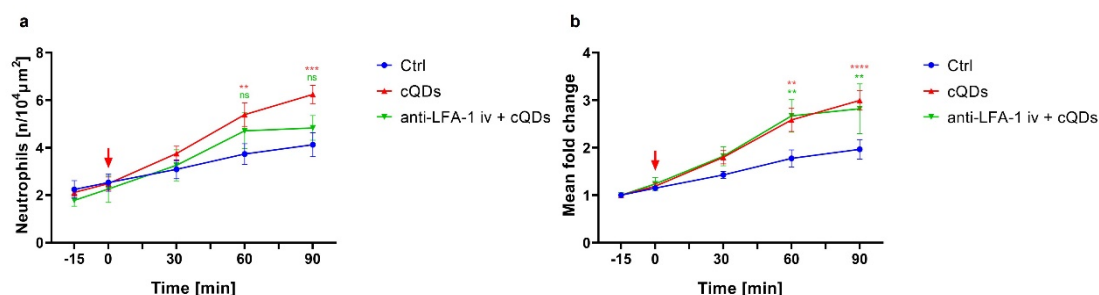 a
Neutrophils [n/10⁴µm²]
8
6
4
2
0
-15 0 30 60 90
Time [min]
**
ns
***
ns
Ctrl
cQDs
anti-LFA-1 iv + cQDs
b
Mean fold change
4
3
2
1
0
-15 0 30 60 90
Time [min]
**
**
****
**
Ctrl
cQDs
anti-LFA-1 iv + cQDs